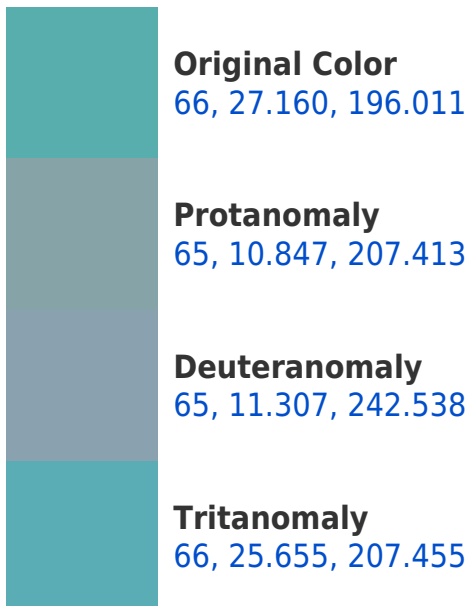 Original Color
66, 27.160, 196.011
Protanomaly
65, 10.847, 207.413
Deuteranomaly
65, 11.307, 242.538
Tritanomaly
66, 25.655, 207.455